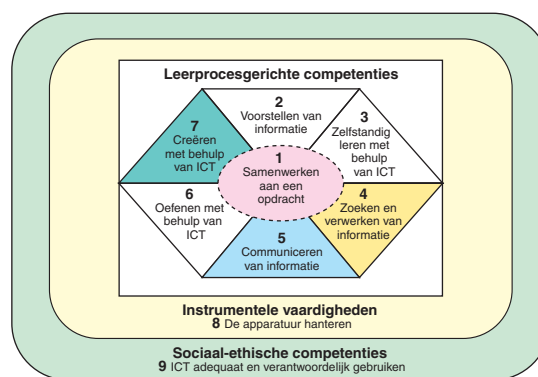 Leerprocesgerichte competenties
2
Voorstellen van
informatie
7
Creëren
met behulp
van ICT
3
Zelfstandig
leren met
behulp
van ICT
1
Samenwerken
aan een
opdracht
6
Oefenen met
behulp van
ICT
4
Zoeken en
verwerken van
informatie
5
Communiceren
van informatie
Instrumentele vaardigheden
8 De apparatuur hanteren
Sociaal-ethische competenties
9 ICT adequaat en verantwoordelijk gebruiken